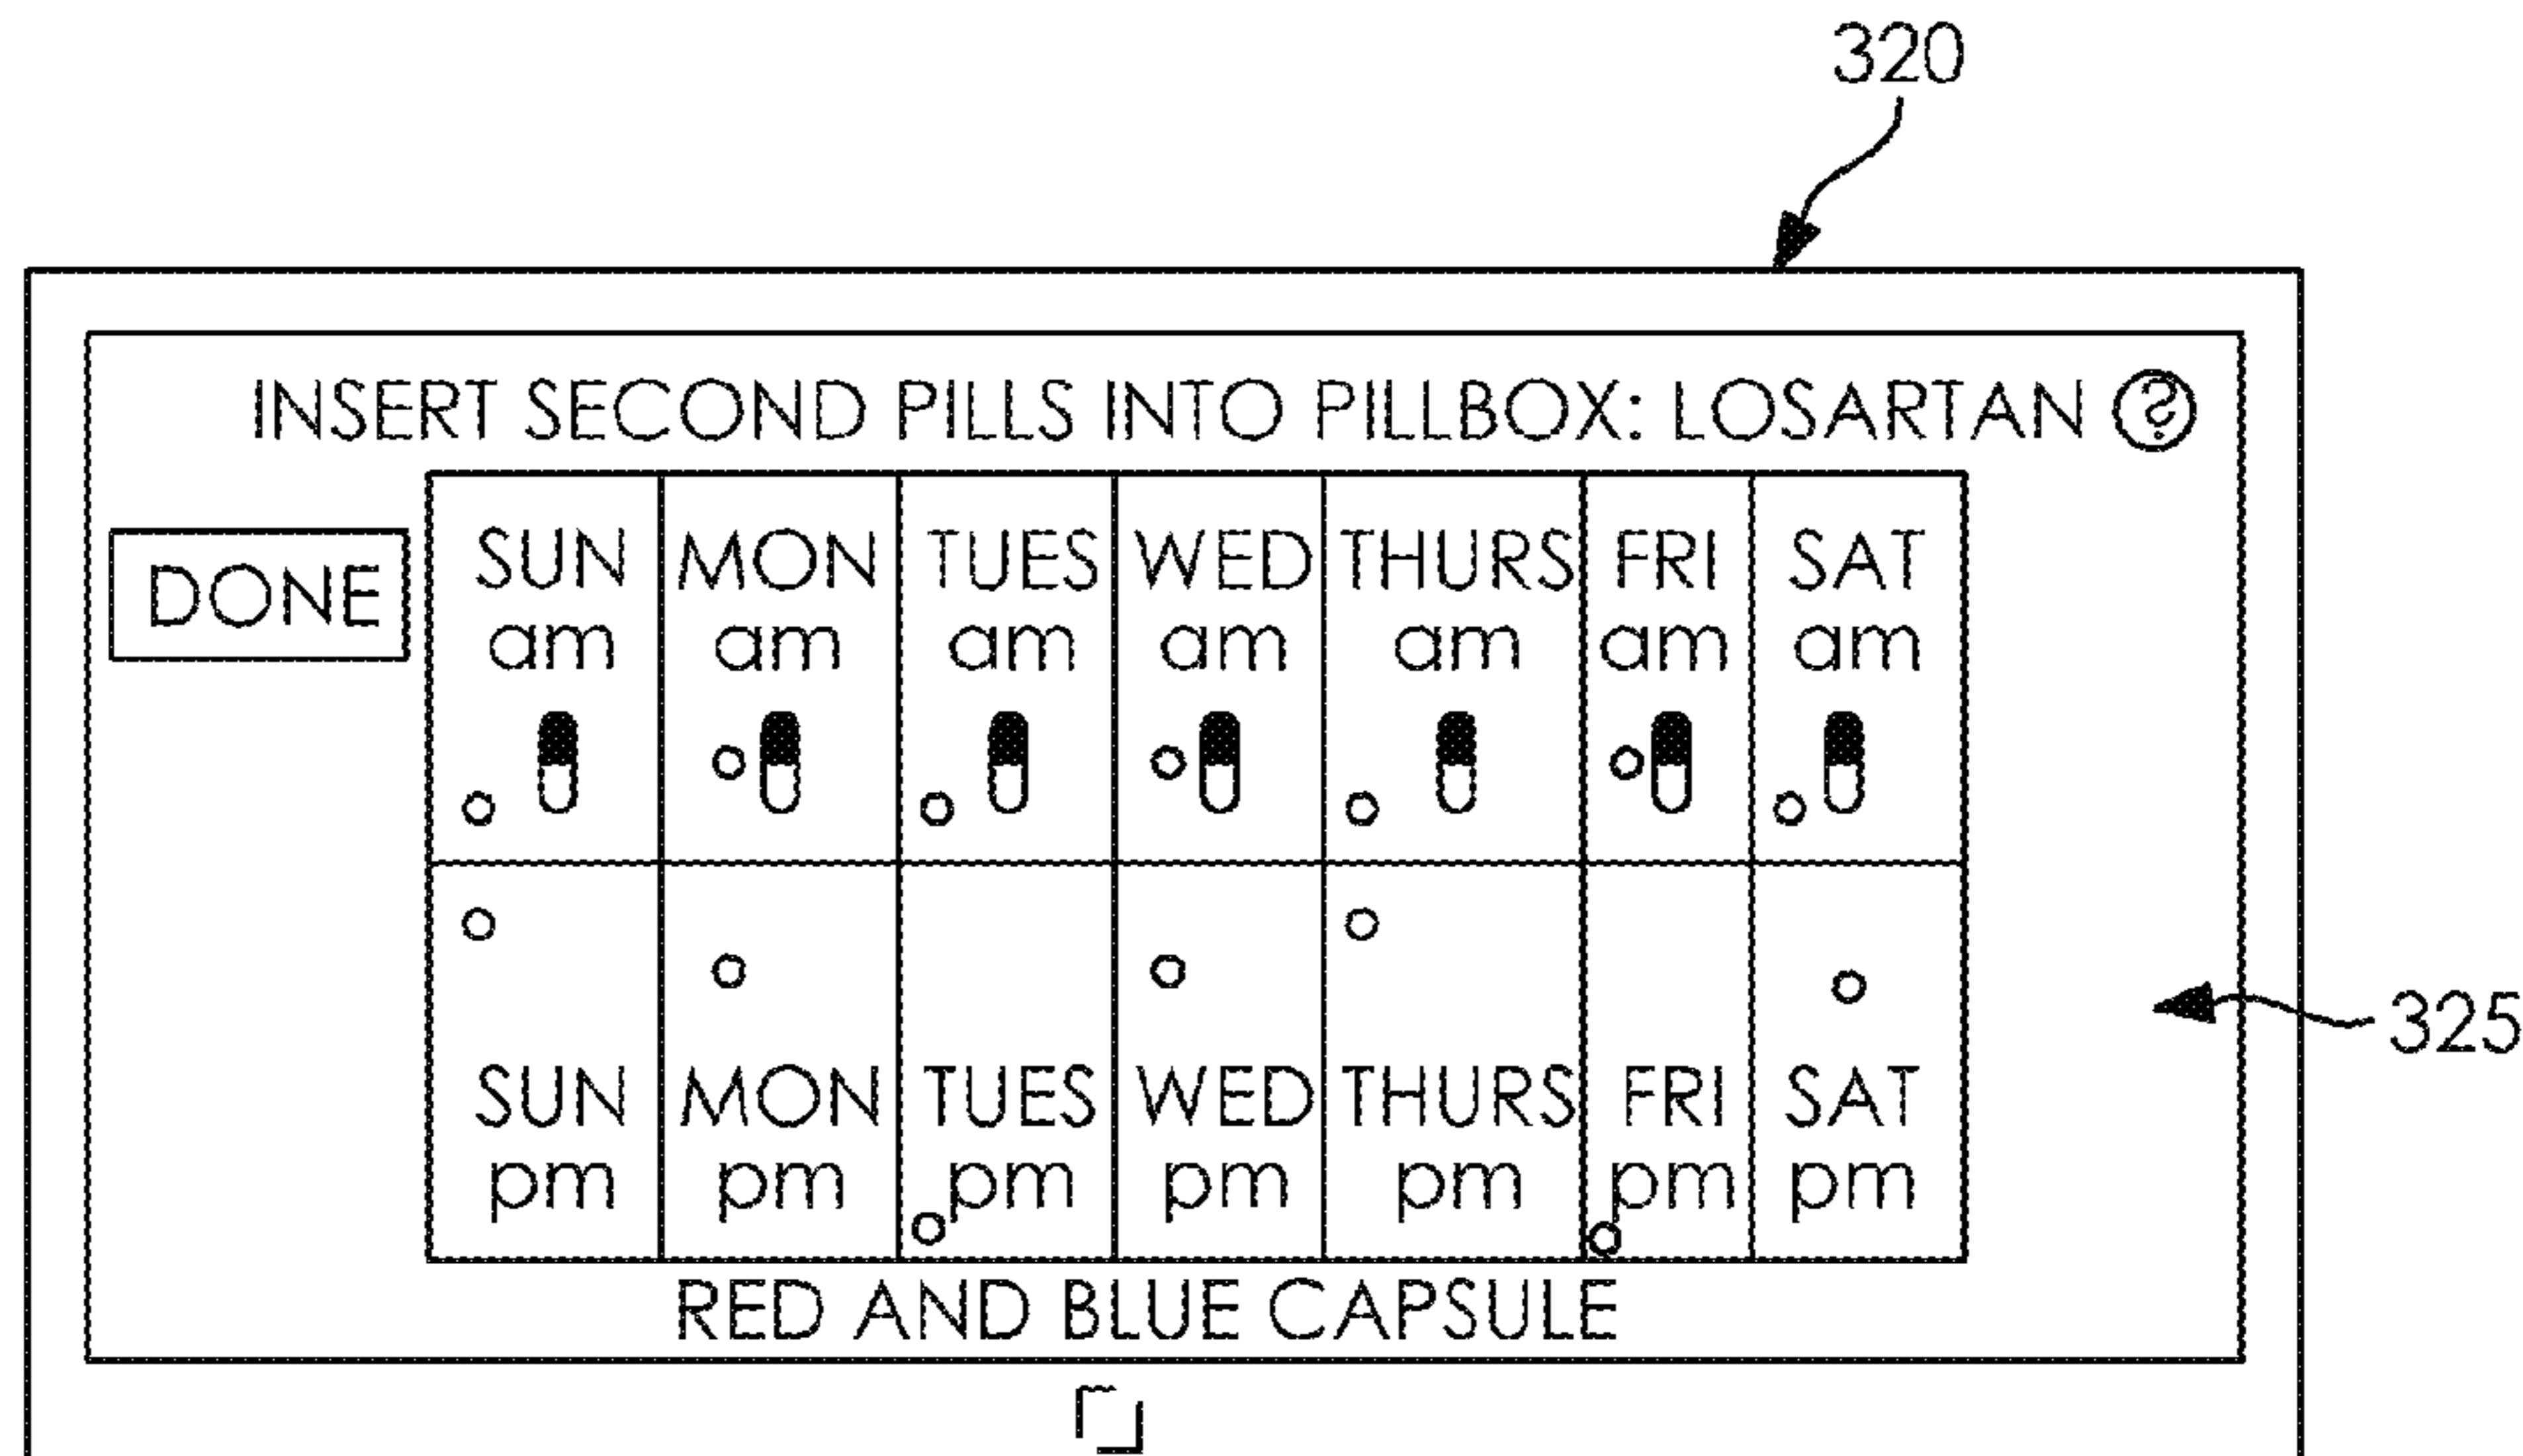 320
INSERT SECOND PILLS INTO PILLBOX: LOSARTAN ?
DONE
SUN MON TUES WED THURS FRI SAT
am am am am am am am
325
SUN MON TUES WED THURS FRI SAT
pm pm pm pm pm pm pm
RED AND BLUE CAPSULE